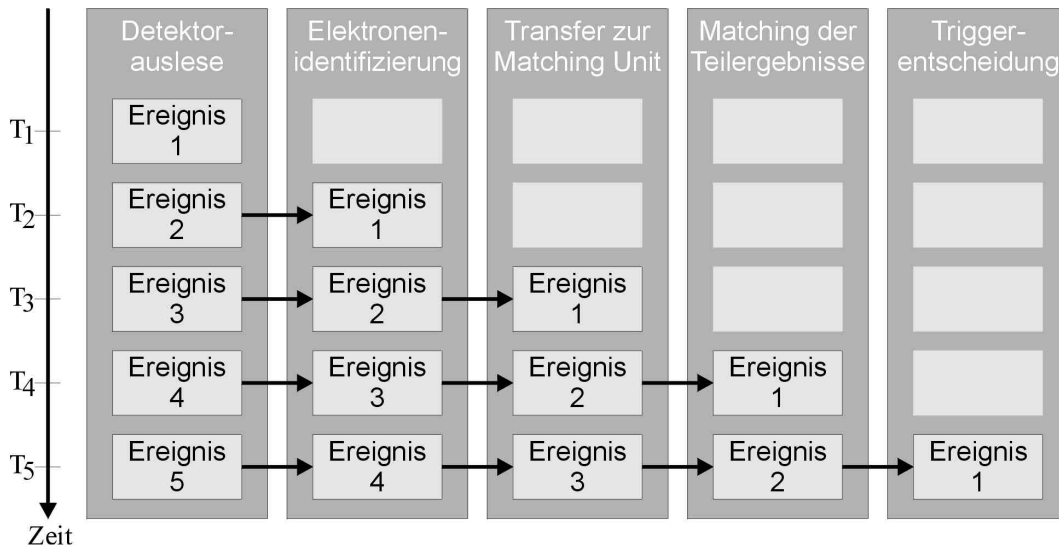 Detektor-
auslese
Elektronen-
identifizierung
Transfer zur
Matching Unit
Matching der
Teilergebnisse
Trigger-
entscheidung
T1
Ereignis
1
T2
Ereignis
2
Ereignis
1
T3
Ereignis
3
Ereignis
2
Ereignis
1
T4
Ereignis
4
Ereignis
3
Ereignis
2
Ereignis
1
T5
Ereignis
5
Ereignis
4
Ereignis
3
Ereignis
2
Ereignis
1
Zeit